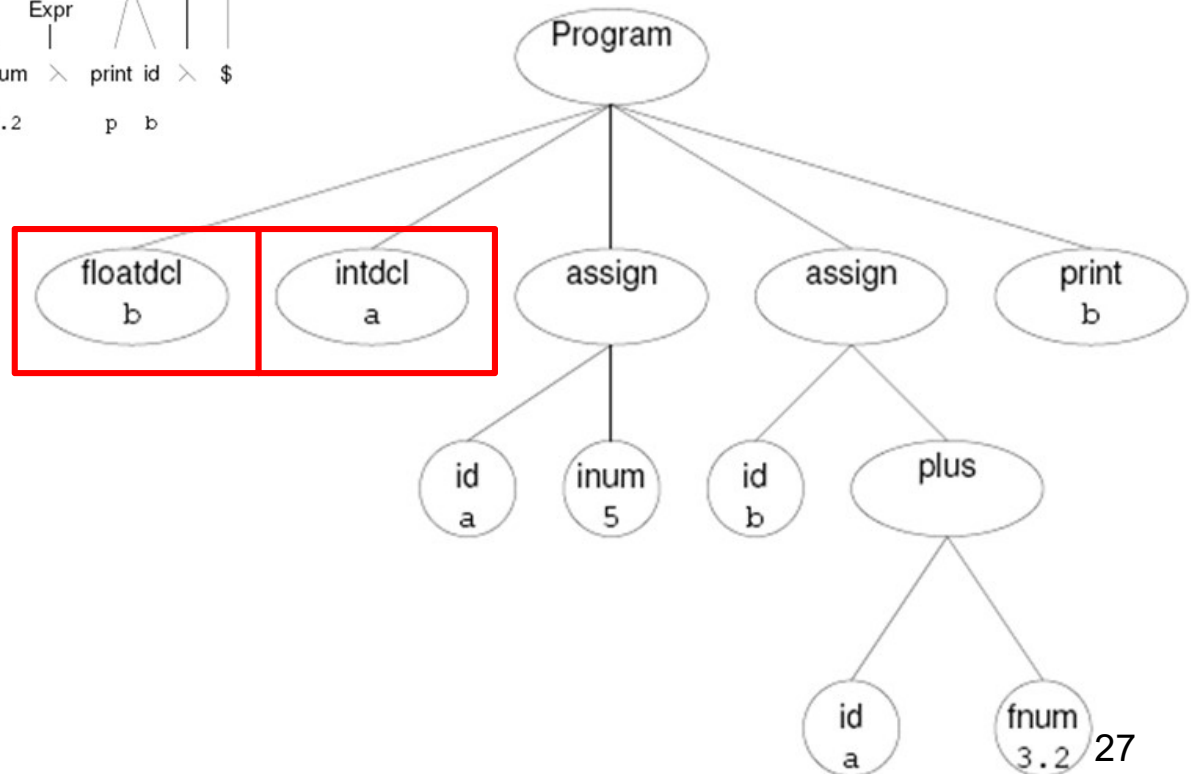 Expr
um λ print id λ $
.2 p b
Program
floatdcl
b
intdcl
a
assign
assign
print
b
id
a
inum
5
id
b
plus
id
a
fnum
3.2
27